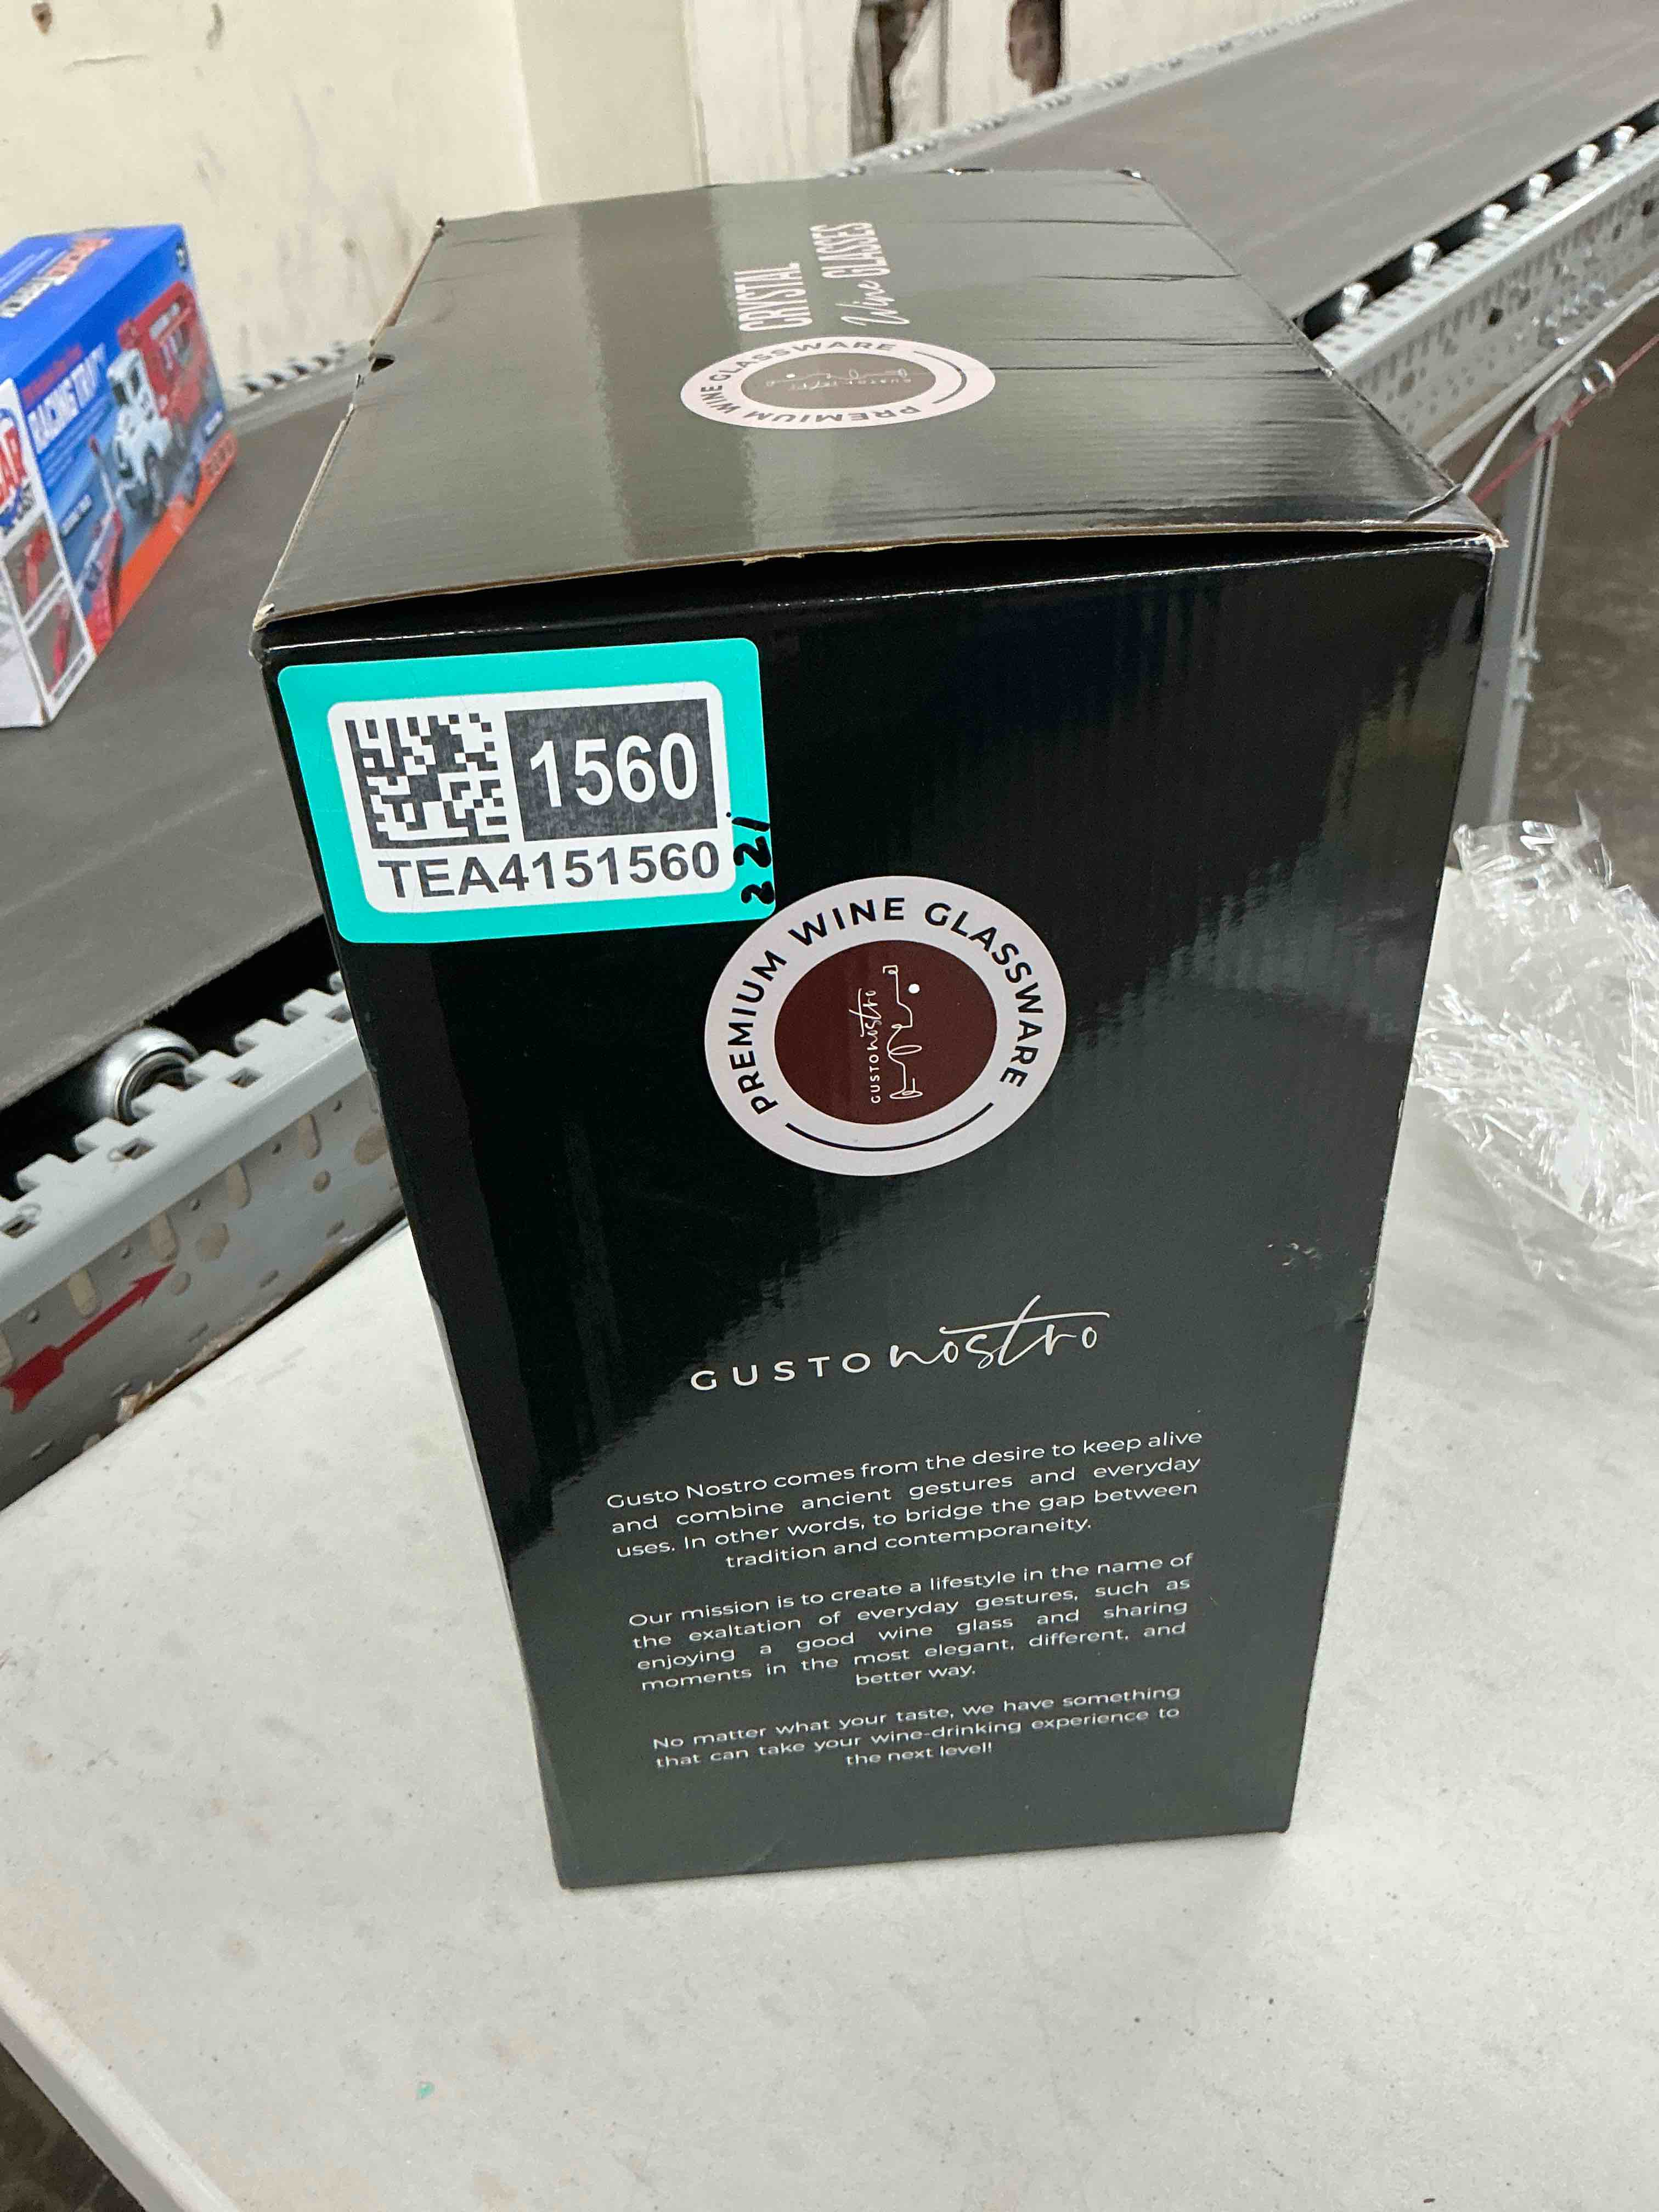 CRYSTAL
Wine GLASSES
PREMIUM WINE GLASSWARE
RACING TRACK
1560
TEA4151560
221
PREMIUM WINE GLASSWARE
GUSTO nostro
GUSTO nostro
Gusto Nostro comes from the desire to keep alive
and combine ancient gestures and everyday
uses. In other words, to bridge the gap between
tradition and contemporaneity.
Our mission is to create a lifestyle in the name of
the exaltation of everyday gestures, such as
enjoying a good wine glass and sharing
moments in the most elegant, different, and
better way.
No matter what your taste, we have something
that can take your wine-drinking experience to
the next level!